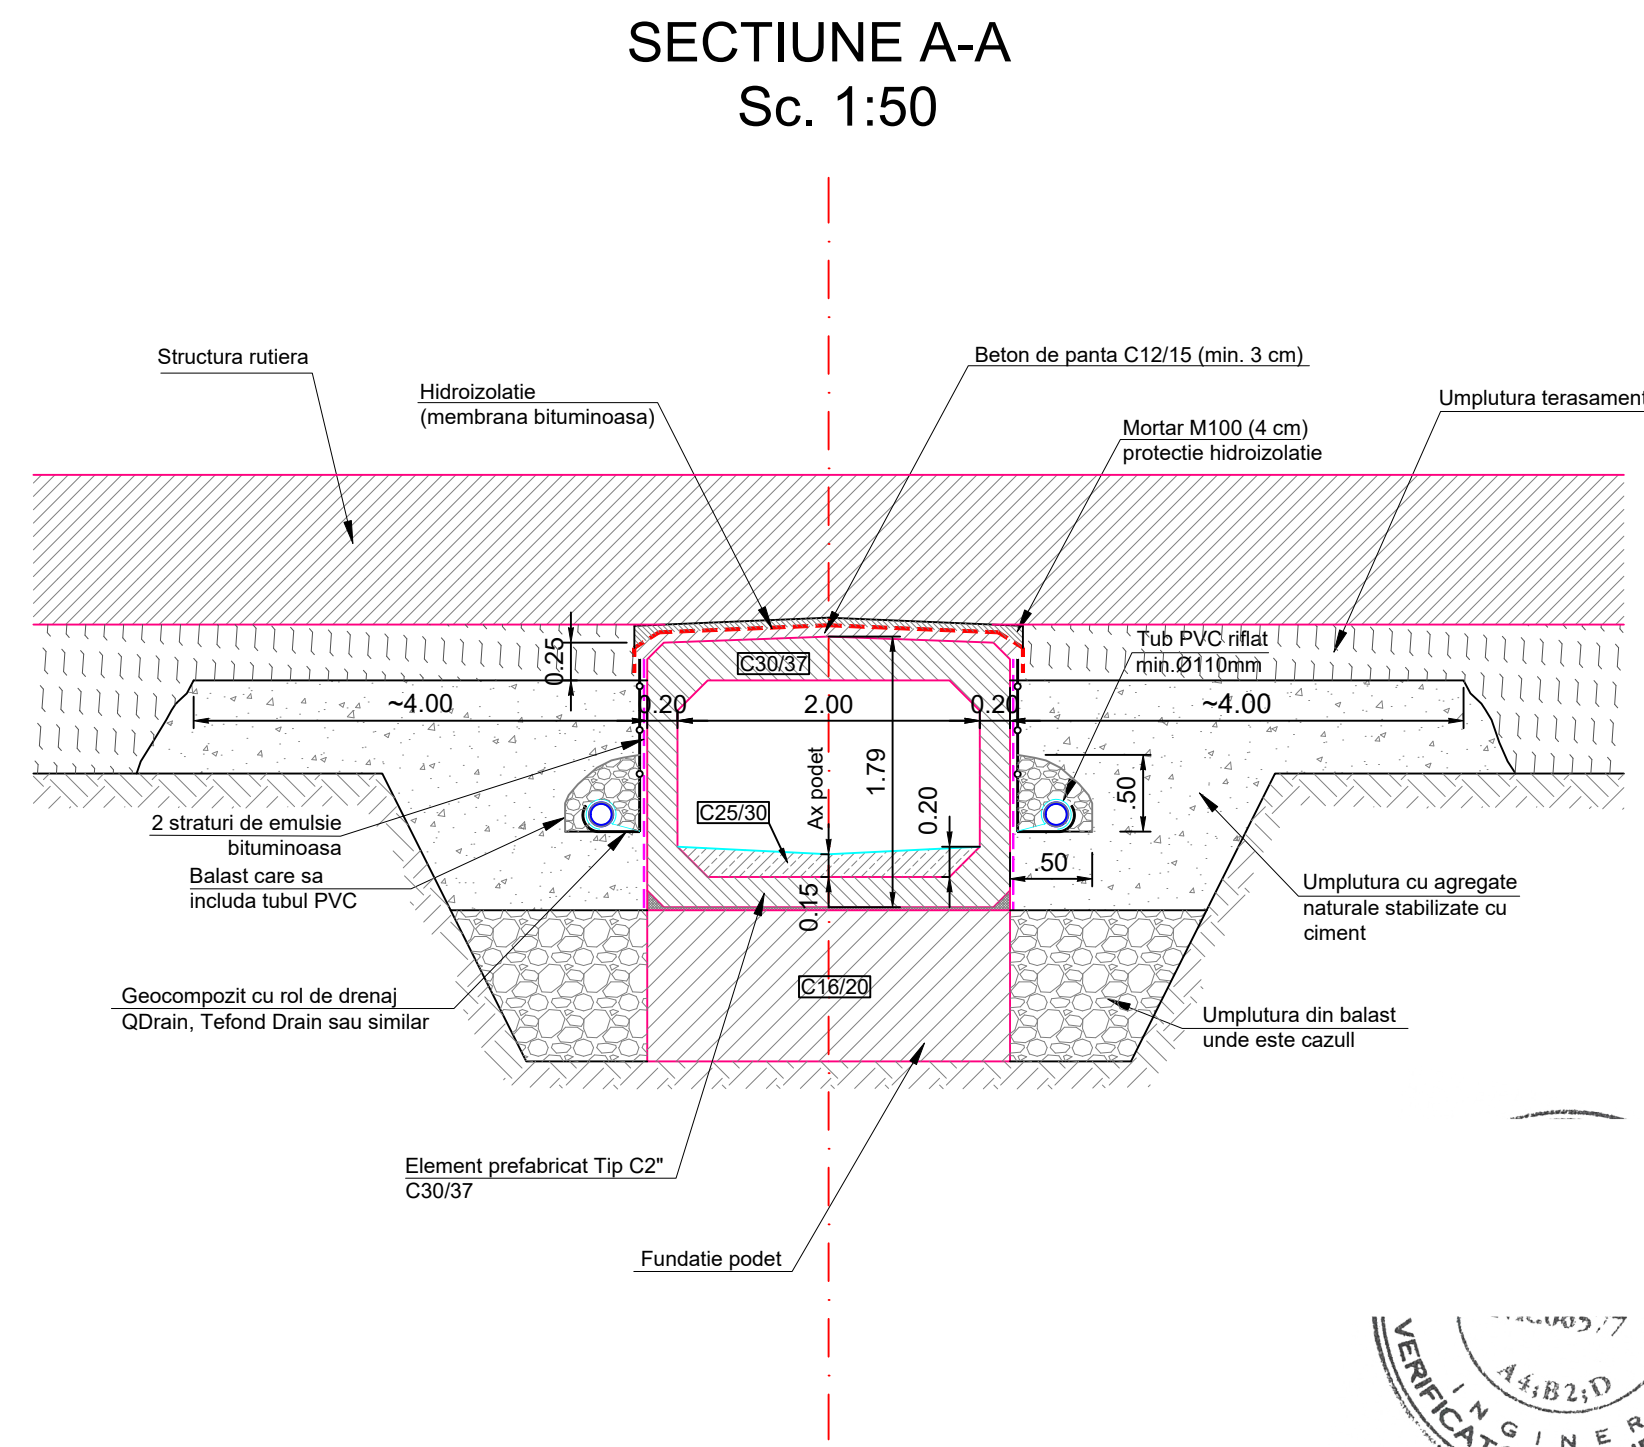 SECTIUNE A-A
Sc. 1:50
Structura rutiera
Hidroizolatie
(membrana bituminoasa)
Beton de panta C12/15 (min. 3 cm)
Umplutura terasament
Mortar M100 (4 cm)
protectie hidroizolatie
Tub PVC riflat
min.Ø110mm
0.25
C30/37
~4.00
0.20
2.00
0.20
~4.00
Ax podet
1.79
0.20
.50
C25/30
.50
0.15
2 straturi de emulsie
bituminoasa
Balast care sa
includa tubul PVC
Umplutura cu agregate
naturale stabilizate cu
ciment
Geocompozit cu rol de drenaj
QDrain, Tefond Drain sau similar
C16/20
Umplutura din balast
unde este cazull
Element prefabricat Tip C2"
C30/37
Fundatie podet
A4;B2;D
VERIFICAT
INGINER